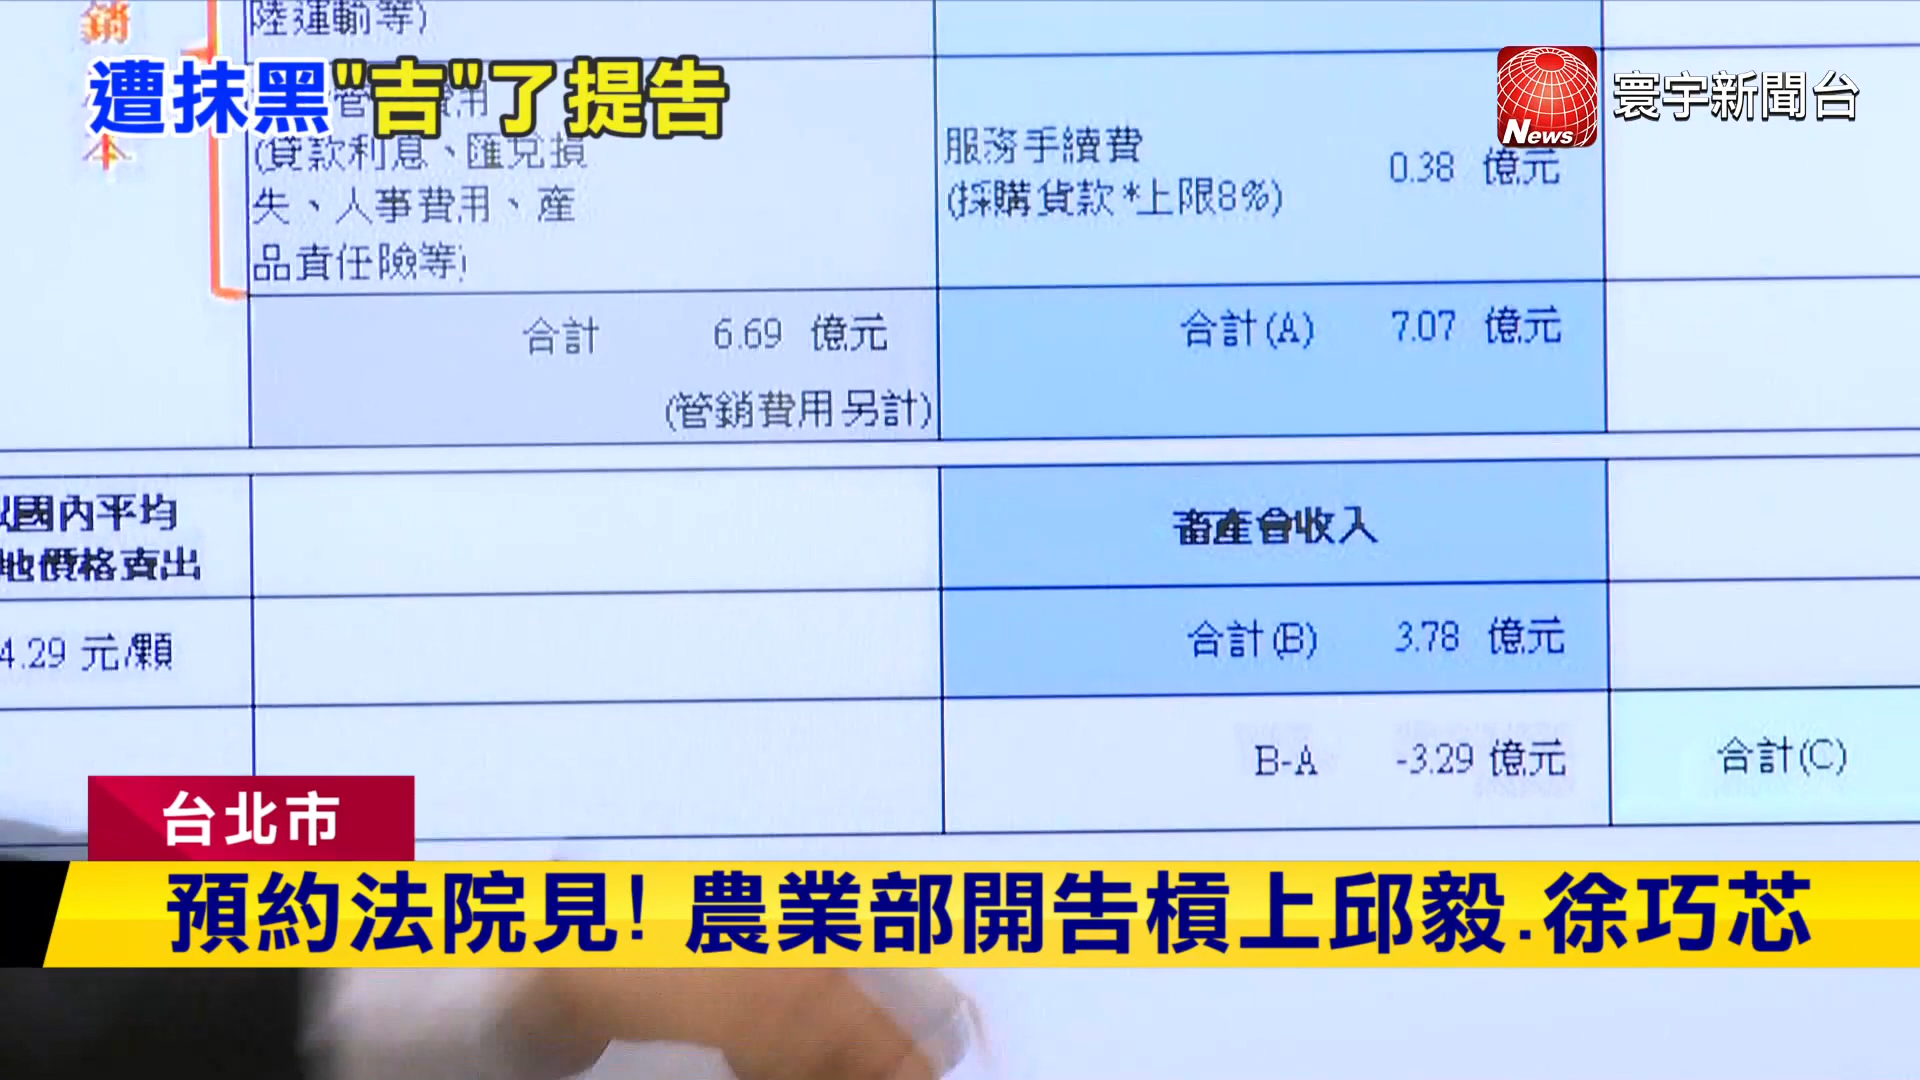 銷
本
陸運輸等)
遭抹黑"吉"了提告
(貸款利息、匯兌損
失、人事費用、產
品責任險等)
服務手續費
(採購貨款*上限8%)
0.38 億元
News
寰宇新聞台
合計 6.69 億元
(管銷費用另計)
合計(A) 7.07 億元
以國內平均
地價格賣出
畜產會收入
4.29 元/顆
合計(B) 3.78 億元
B-A -3.29 億元
合計(C)
台北市
預約法院見! 農業部開告槓上邱毅.徐巧芯